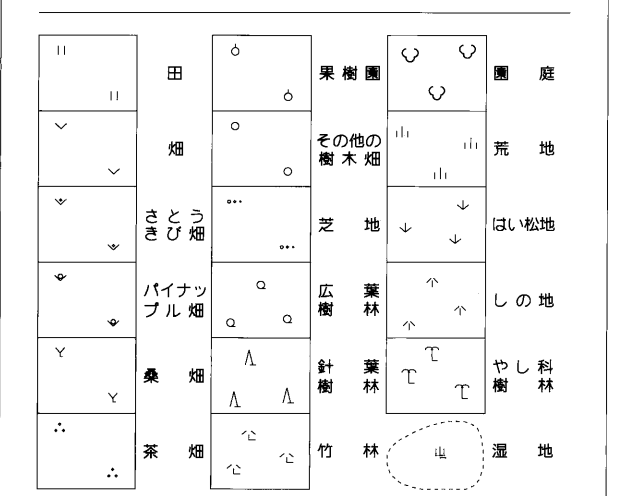 田
畑
さとう
きび畑
パイナッ
プル畑
桑畑
茶畑
果樹園
その他の
樹木畑
芝地
広葉
樹林
針葉
樹林
竹林
園庭
荒地
はい松地
しの地
やし科
樹林
湿地